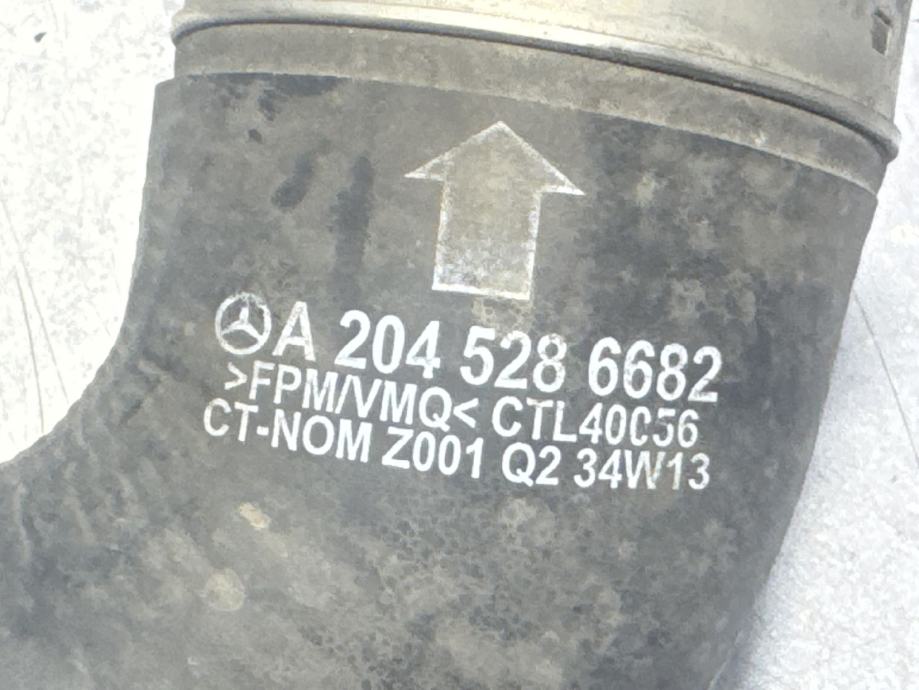 A 204 528 6682
>FPM/VMQ< CTL40056
CT-NOM Z001 Q2 34W13